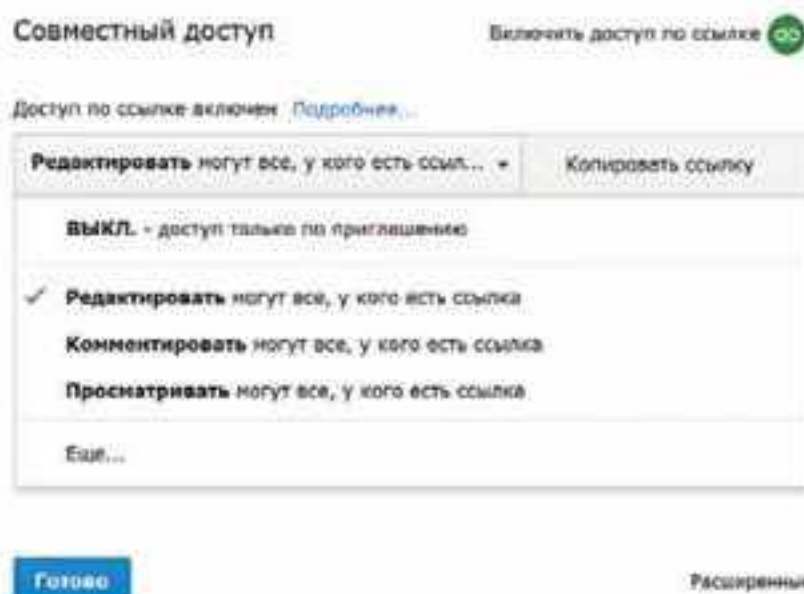 Совместный доступ
Включить доступ по ссылке
Доступ по ссылке включен Подробнее...
Редактировать могут все, у кого есть ссыл...
Копировать ссылку
ВЫКЛ. - доступ только по приглашению
Редактировать могут все, у кого есть ссылка
Комментировать могут все, у кого есть ссылка
Просматривать могут все, у кого есть ссылка
Еще...
Готово
Расширенные